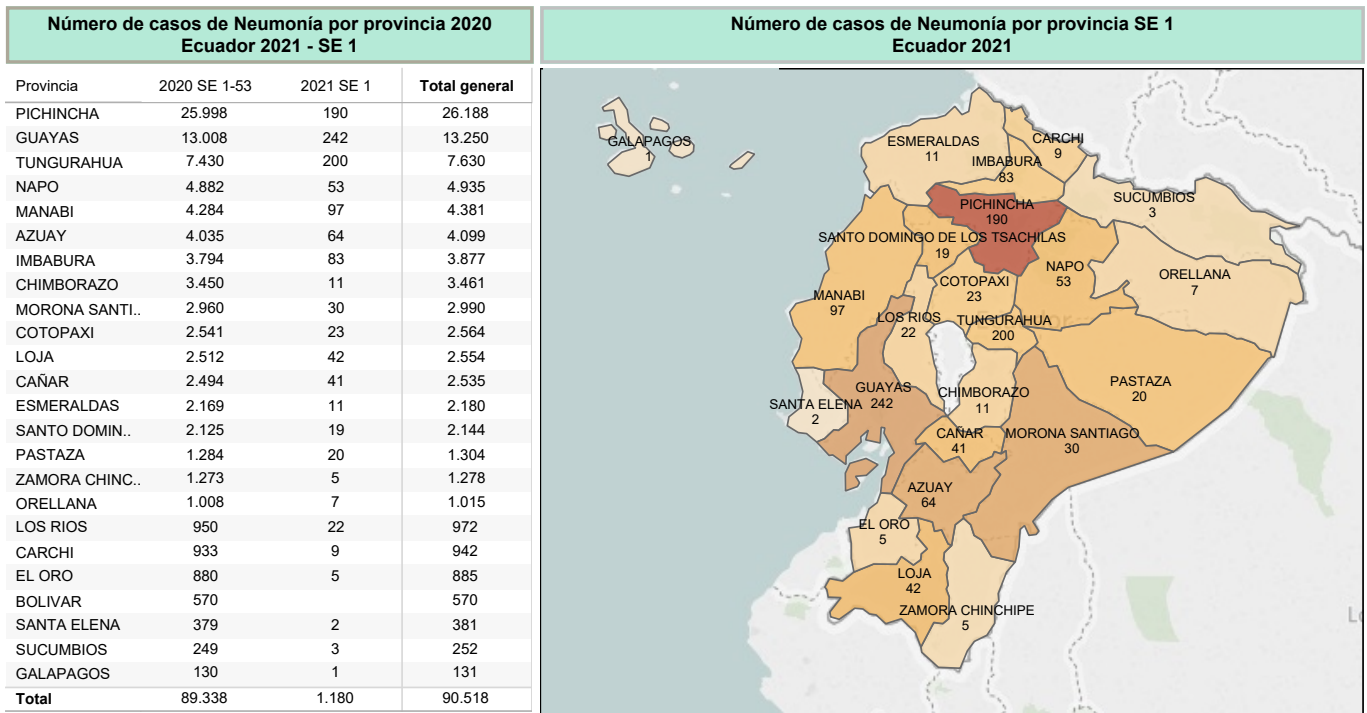 Número de casos de Neumonía por provincia 2020
Ecuador 2021 - SE 1
Provincia 2020 SE 1-53 2021 SE 1 Total general
PICHINCHA 25.998 190 26.188
GUAYAS 13.008 242 13.250
TUNGURAHUA 7.430 200 7.630
NAPO 4.882 53 4.935
MANABI 4.284 97 4.381
AZUAY 4.035 64 4.099
IMBABURA 3.794 83 3.877
CHIMBORAZO 3.450 11 3.461
MORONA SANTI.. 2.960 30 2.990
COTOPAXI 2.541 23 2.564
LOJA 2.512 42 2.554
CAÑAR 2.494 41 2.535
ESMERALDAS 2.169 11 2.180
SANTO DOMIN.. 2.125 19 2.144
PASTAZA 1.284 20 1.304
ZAMORA CHINC.. 1.273 5 1.278
ORELLANA 1.008 7 1.015
LOS RIOS 950 22 972
CARCHI 933 9 942
EL ORO 880 5 885
BOLIVAR 570 570
SANTA ELENA 379 2 381
SUCUMBIOS 249 3 252
GALAPAGOS 130 1 131
Total 89.338 1.180 90.518
Número de casos de Neumonía por provincia SE 1
Ecuador 2021
GALAPAGOS
1
ESMERALDAS
11
CARCHI
9
IMBABURA
83
SUCUMBIOS
3
PICHINCHA
190
SANTO DOMINGO DE LOS TSACHILAS
19
NAPO
53
ORELLANA
7
COTOPAXI
23
MANABI
97
LOS RIOS
22
TUNGURAHUA
200
PASTAZA
20
GUAYAS
242
CHIMBORAZO
11
SANTA ELENA
2
CAÑAR
41
MORONA SANTIAGO
30
AZUAY
64
EL ORO
5
LOJA
42
ZAMORA CHINCHIPE
5